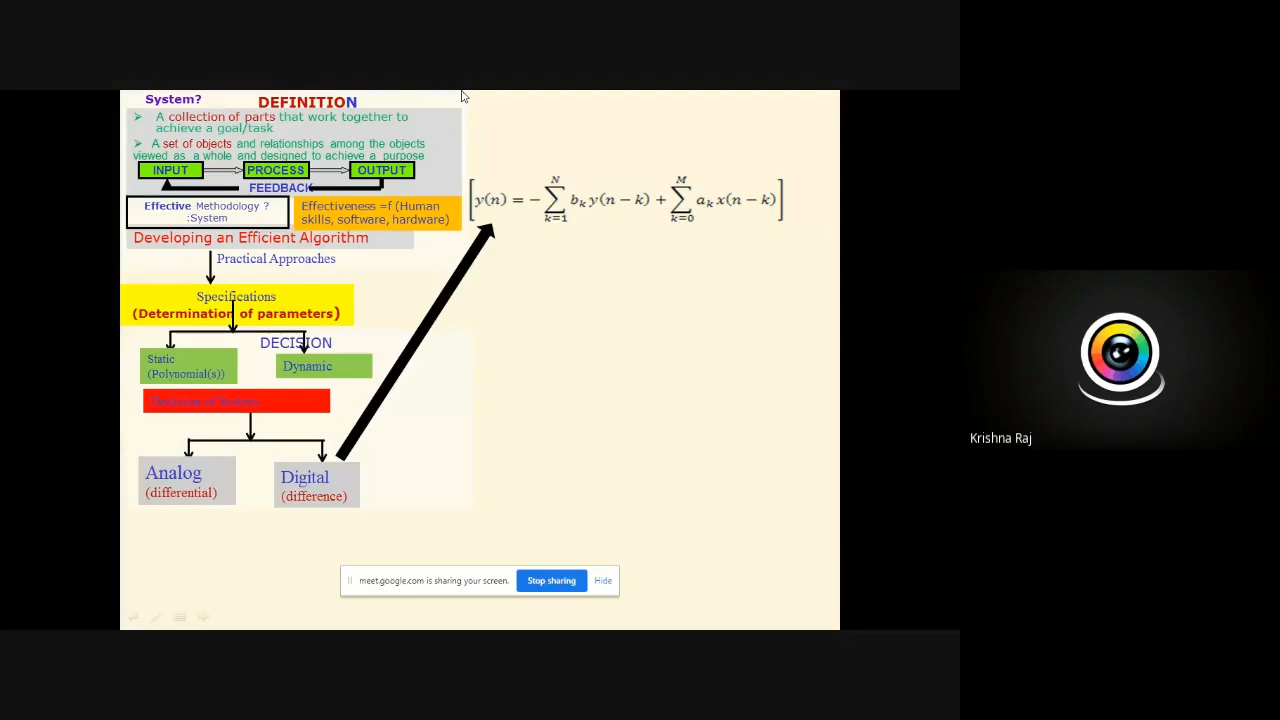 System?
DEFINITION
➢ A collection of parts that work together to
achieve a goal/task
➢ A set of objects and relationships among the objects
viewed as a whole and designed to achieve a purpose
INPUT PROCESS OUTPUT
FEEDBACK
Effective Methodology ?
:System
Effectiveness =f (Human
skills, software, hardware)
Developing an Efficient Algorithm
Practical Approaches
Specifications
(Determination of parameters)
DECISION
Static
(Polynomial(s))
Dynamic
Decision of System
Analog
(differential)
Digital
(difference)
[y(n) = −∑_{k=1}^{N} b_k y(n − k) + ∑_{k=0}^{M} a_k x(n − k)]
meet.google.com is sharing your screen. Stop sharing Hide
Krishna Raj